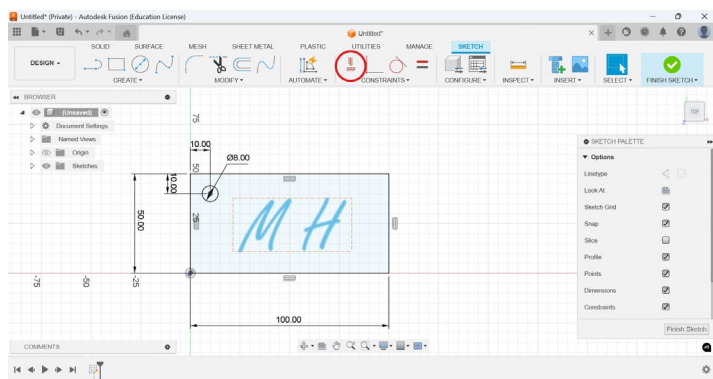 Untitled* (Private) - Autodesk Fusion (Education License)
Untitled*
SOLID SURFACE MESH SHEET METAL PLASTIC UTILITIES MANAGE SKETCH
DESIGN
CREATE MODIFY AUTOMATE CONSTRAINTS CONFIGURE INSPECT INSERT SELECT FINISH SKETCH
BROWSER
(Unsaved)
Document Settings
Named Views
Origin
Sketches
75
50
25
-25
-50
-75
10.00
Ø8.00
10.00
50.00
M H
100.00
TOP
SKETCH PALETTE
Options
Linetype
Look At
Sketch Grid
Snap
Slice
Profile
Points
Dimensions
Constraints
Finish Sketch
COMMENTS